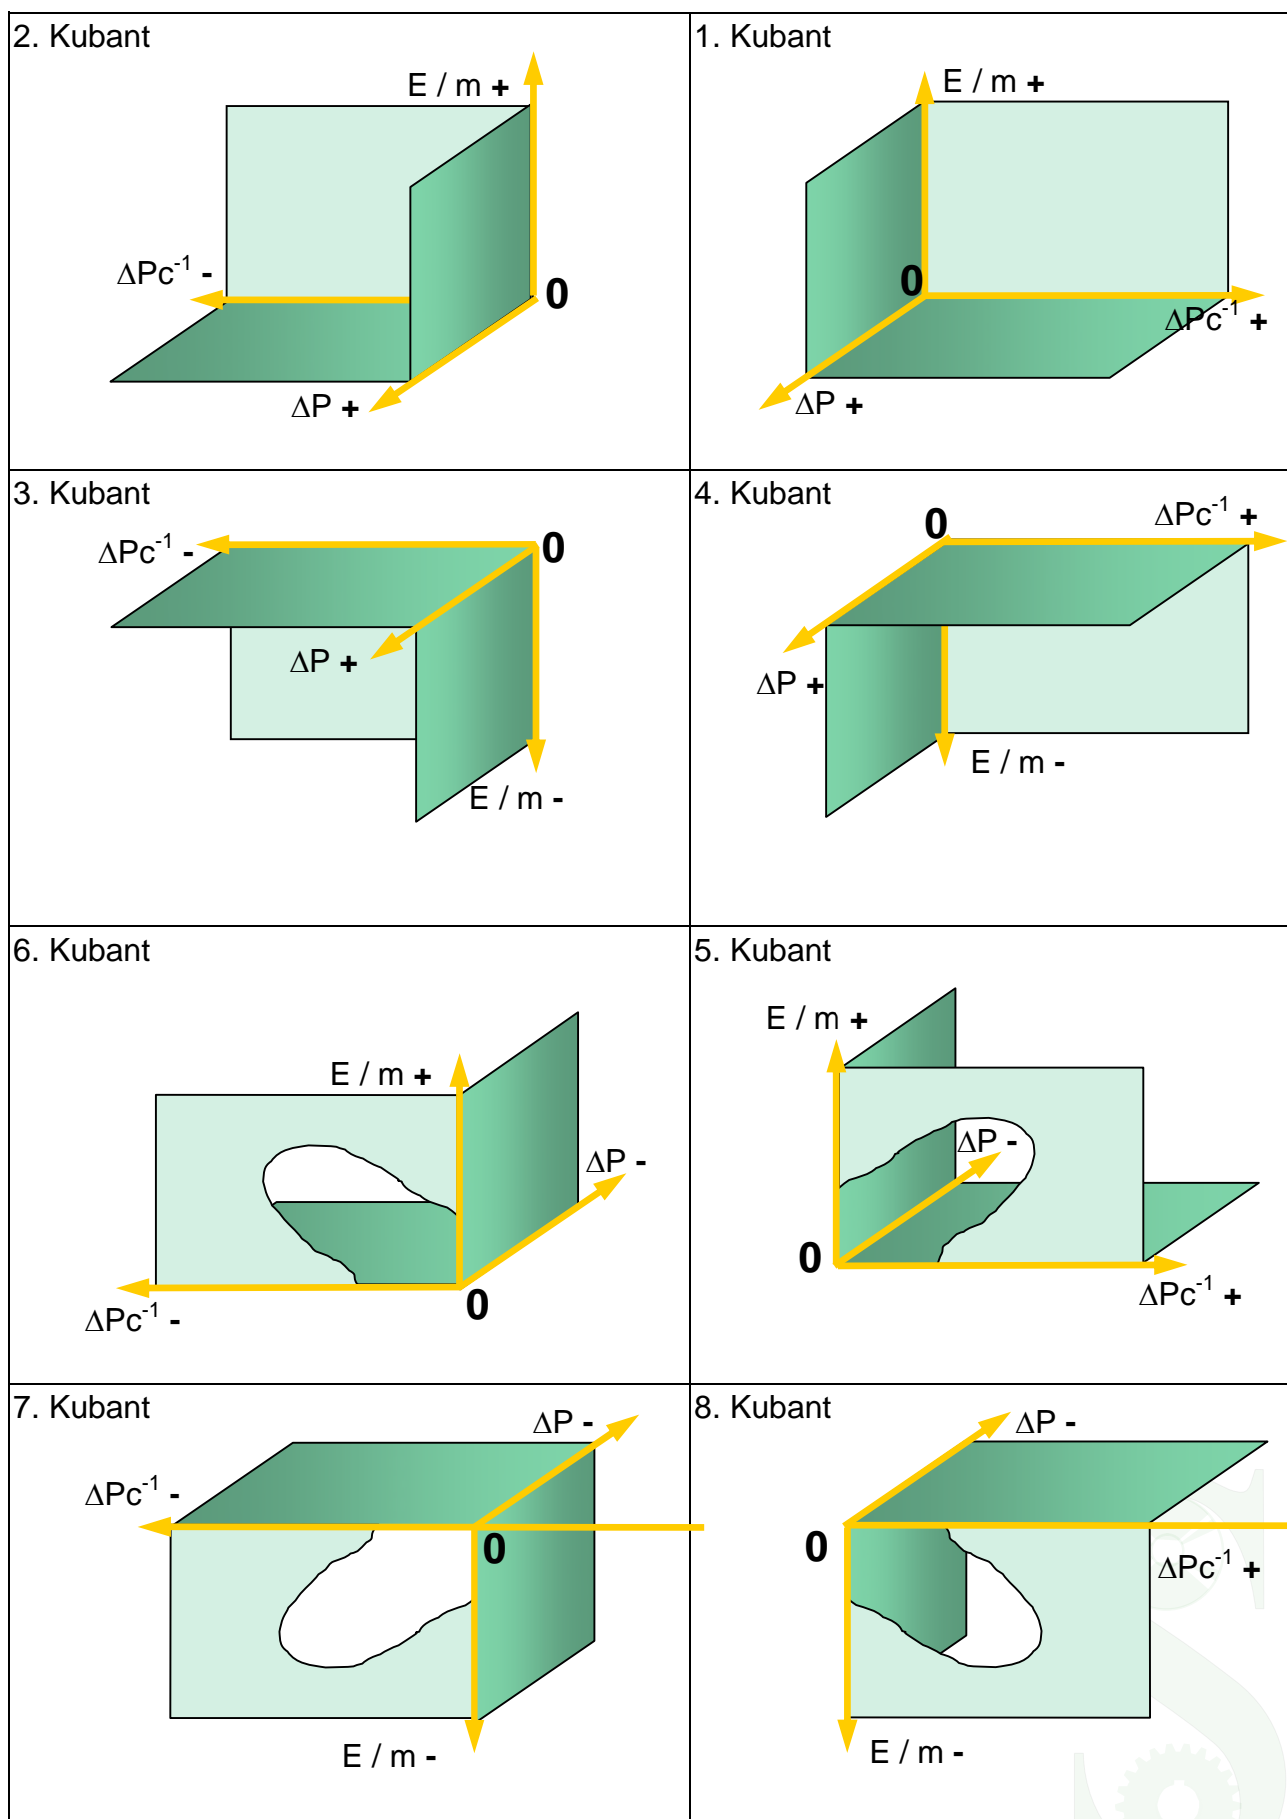 2. Kubant
E / m +
ΔPc⁻¹ -
0
ΔP +
1. Kubant
E / m +
0
ΔPc⁻¹ +
ΔP +
3. Kubant
ΔPc⁻¹ -
0
ΔP +
E / m -
4. Kubant
0
ΔPc⁻¹ +
ΔP +
E / m -
6. Kubant
E / m +
ΔP -
0
ΔPc⁻¹ -
5. Kubant
E / m +
ΔP -
0
ΔPc⁻¹ +
7. Kubant
ΔP -
ΔPc⁻¹ -
0
E / m -
8. Kubant
ΔP -
0
ΔPc⁻¹ +
E / m -